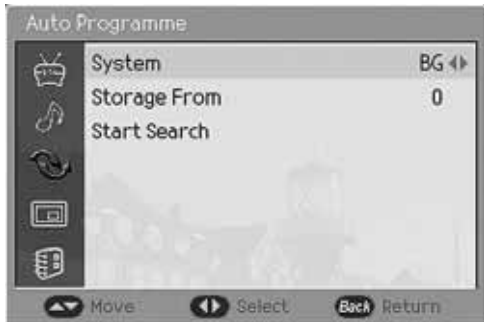 Auto Programme
System BG
Storage From 0
Start Search
Move Select Back Return